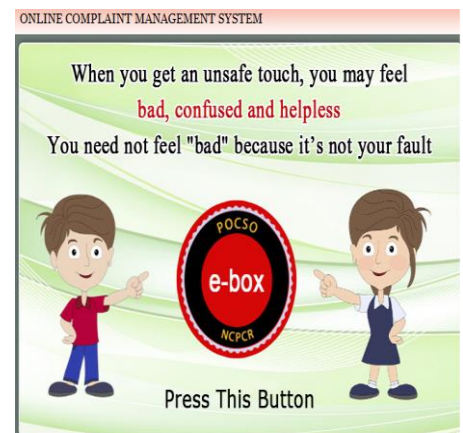 ONLINE COMPLAINT MANAGEMENT SYSTEM
When you get an unsafe touch, you may feel
bad, confused and helpless
You need not feel "bad" because it's not your fault
POCSO
e-box
NCPCR
Press This Button